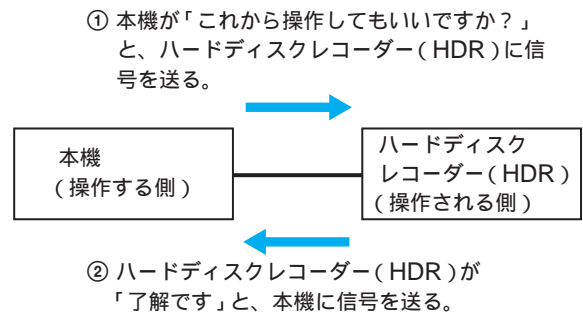 ① 本機が「これから操作してもいいですか？」
と、ハードディスクレコーダー（HDR）に信
号を送る。
本機
（操作する側）
ハードディスク
レコーダー（HDR）
（操作される側）
② ハードディスクレコーダー（HDR）が
「了解です」と、本機に信号を送る。